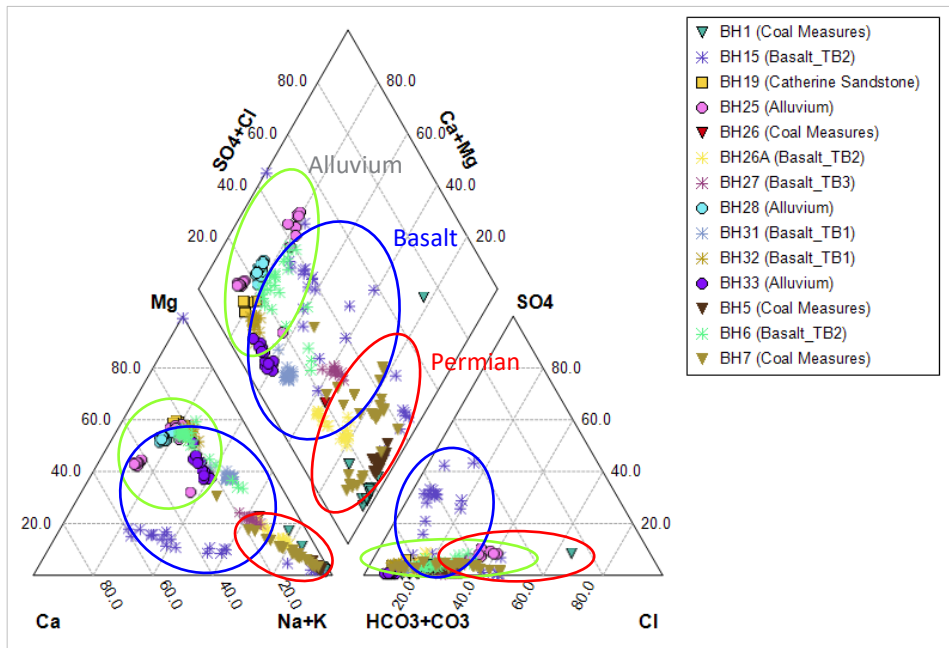 80.0
80.0
SO4+Cl
60.0
60.0
Ca+Mg
Alluvium
40.0
40.0
20.0
Basalt
20.0
Mg
SO4
80.0
Permian
80.0
60.0
60.0
40.0
40.0
20.0
20.0
80.0
60.0
40.0
20.0
20.0
40.0
60.0
80.0
Ca
Na+K
HCO3+CO3
Cl
BH1 (Coal Measures)
BH15 (Basalt_TB2)
BH19 (Catherine Sandstone)
BH25 (Alluvium)
BH26 (Coal Measures)
BH26A (Basalt_TB2)
BH27 (Basalt_TB3)
BH28 (Alluvium)
BH31 (Basalt_TB1)
BH32 (Basalt_TB1)
BH33 (Alluvium)
BH5 (Coal Measures)
BH6 (Basalt_TB2)
BH7 (Coal Measures)